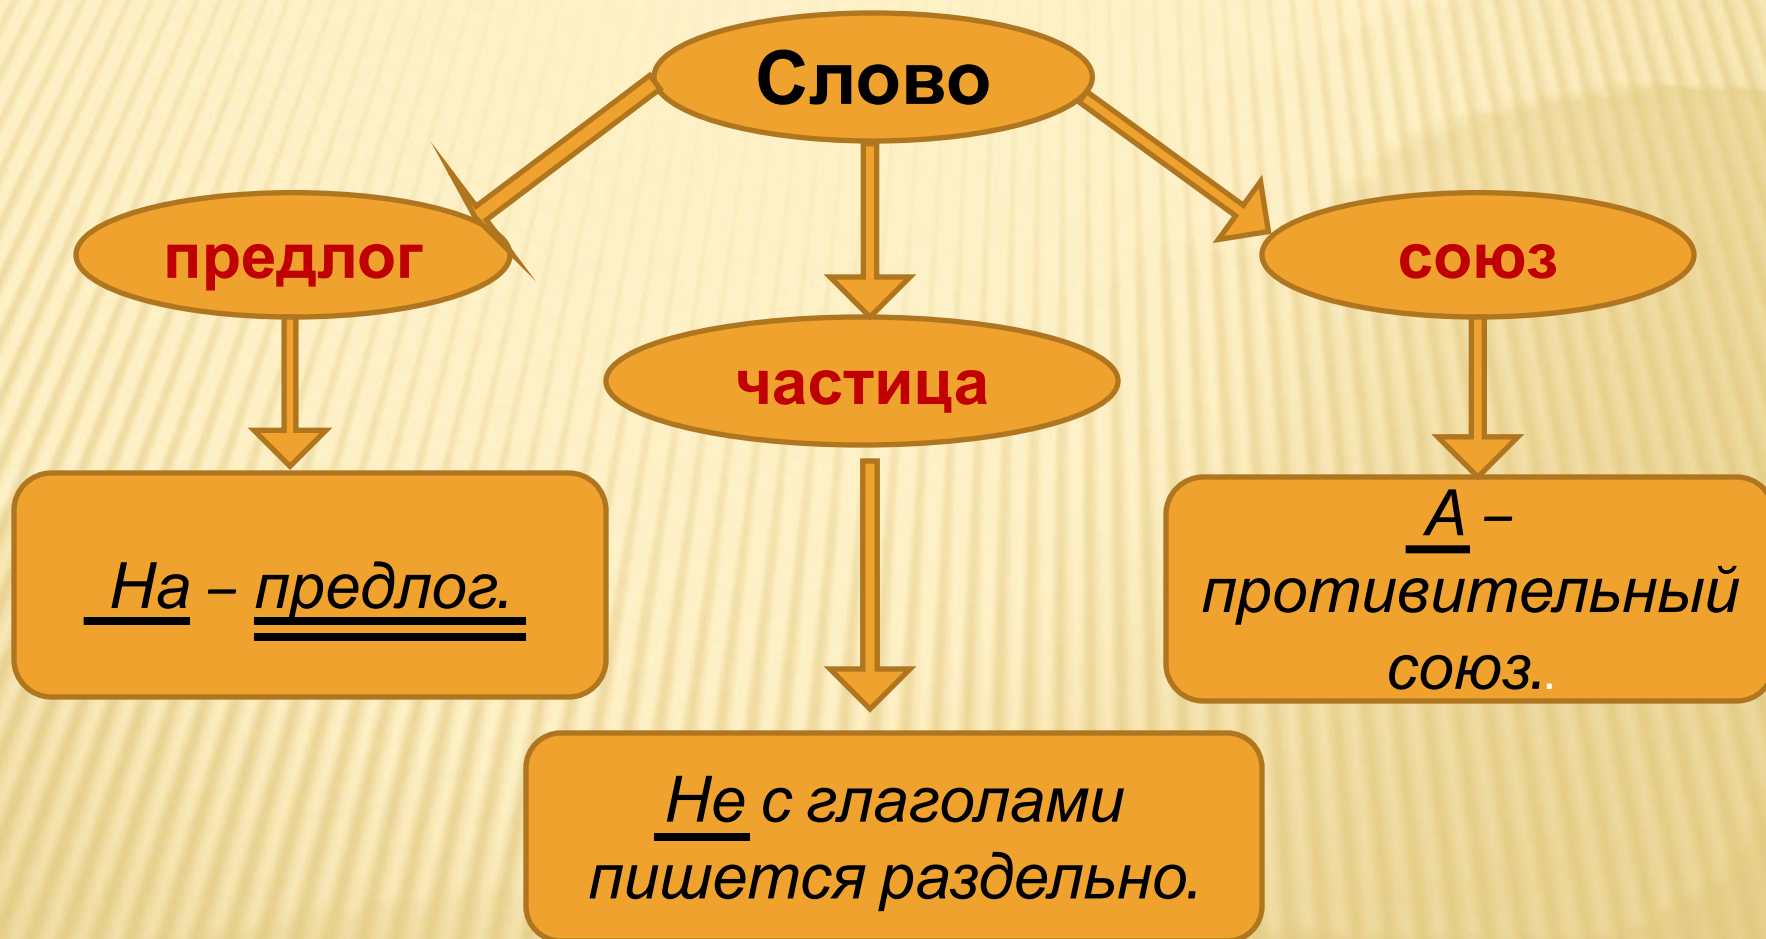 Слово
предлог
союз
частица
На – предлог.
А –
противительный
союз..
Не с глаголами
пишется раздельно.